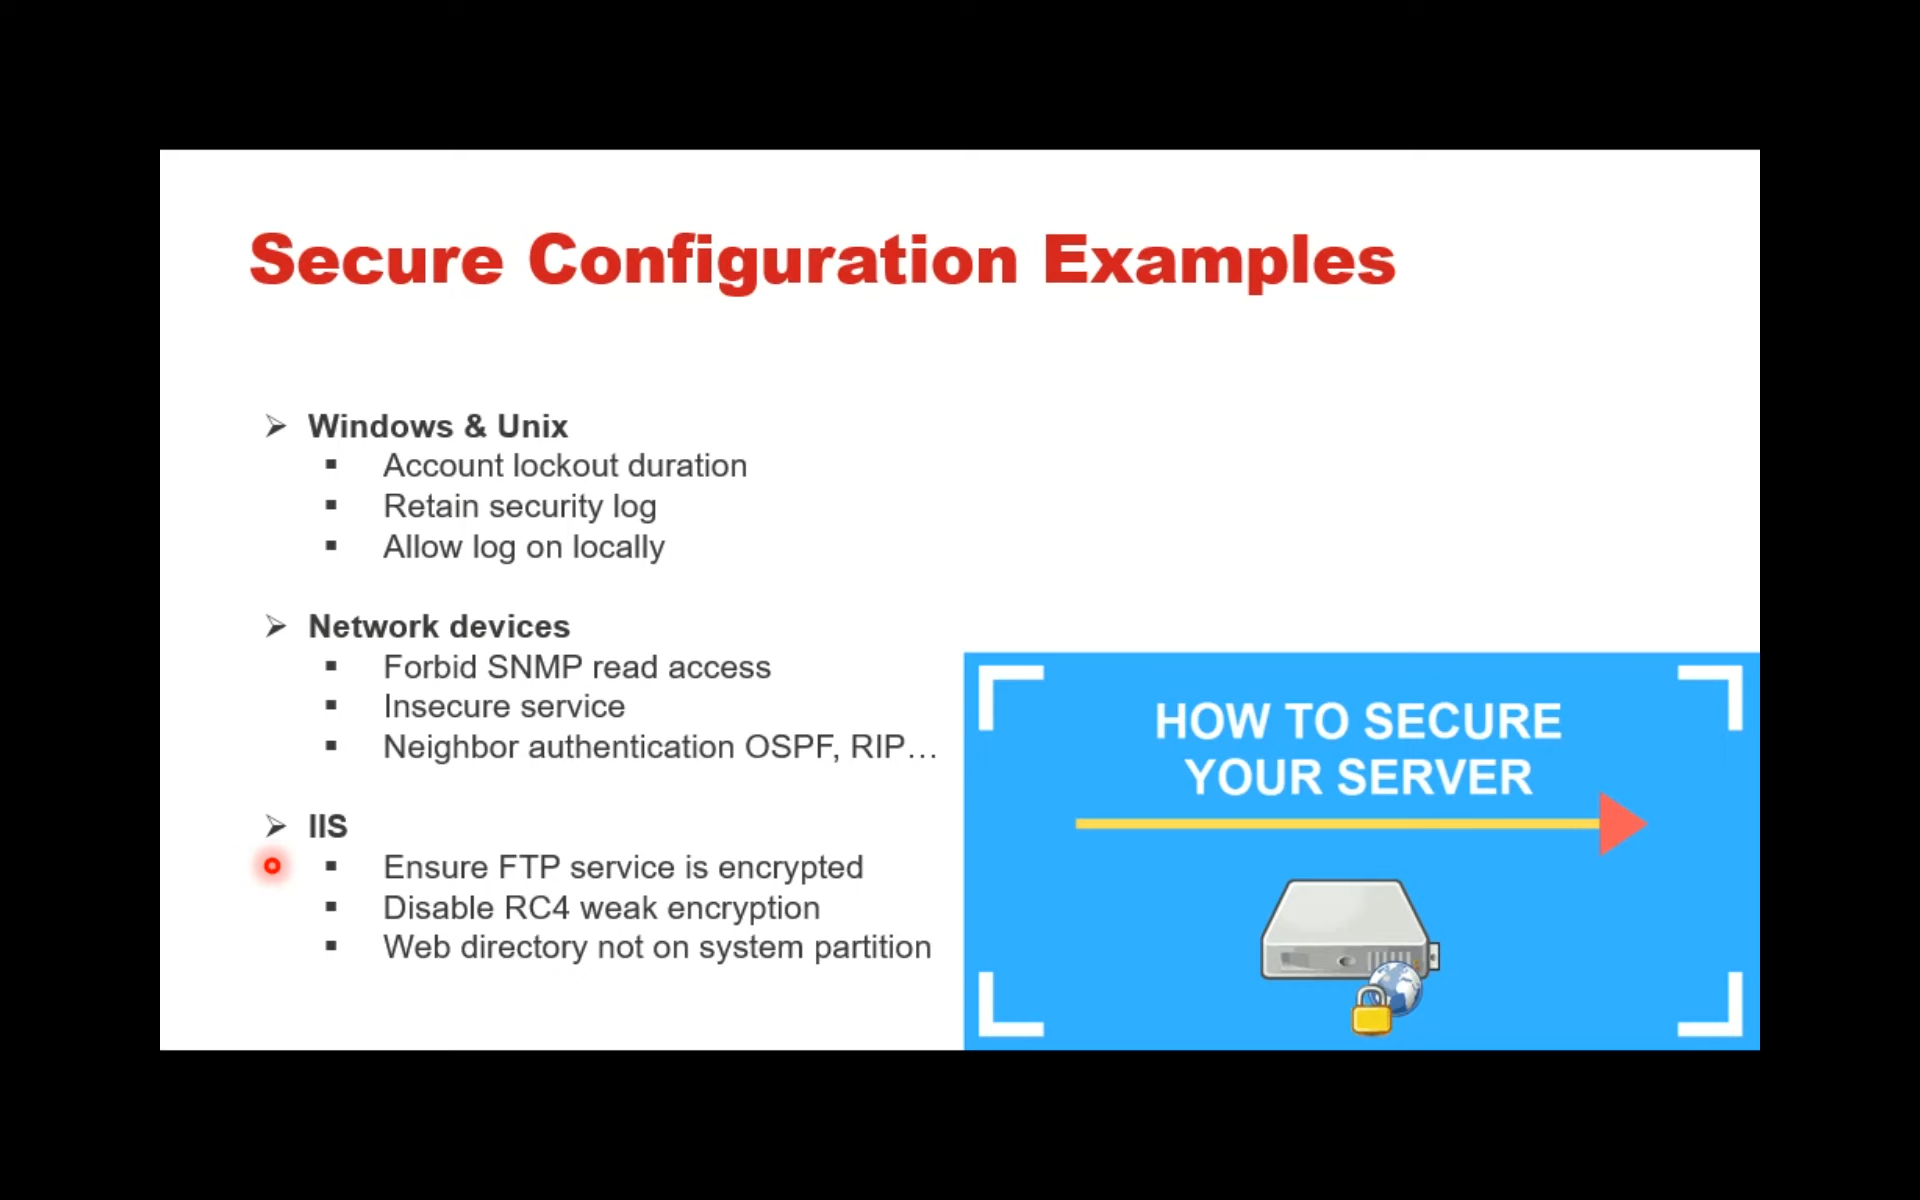 Secure Configuration Examples
Windows & Unix
Account lockout duration
Retain security log
Allow log on locally
Network devices
Forbid SNMP read access
Insecure service
Neighbor authentication OSPF, RIP…
IIS
Ensure FTP service is encrypted
Disable RC4 weak encryption
Web directory not on system partition
HOW TO SECURE
YOUR SERVER